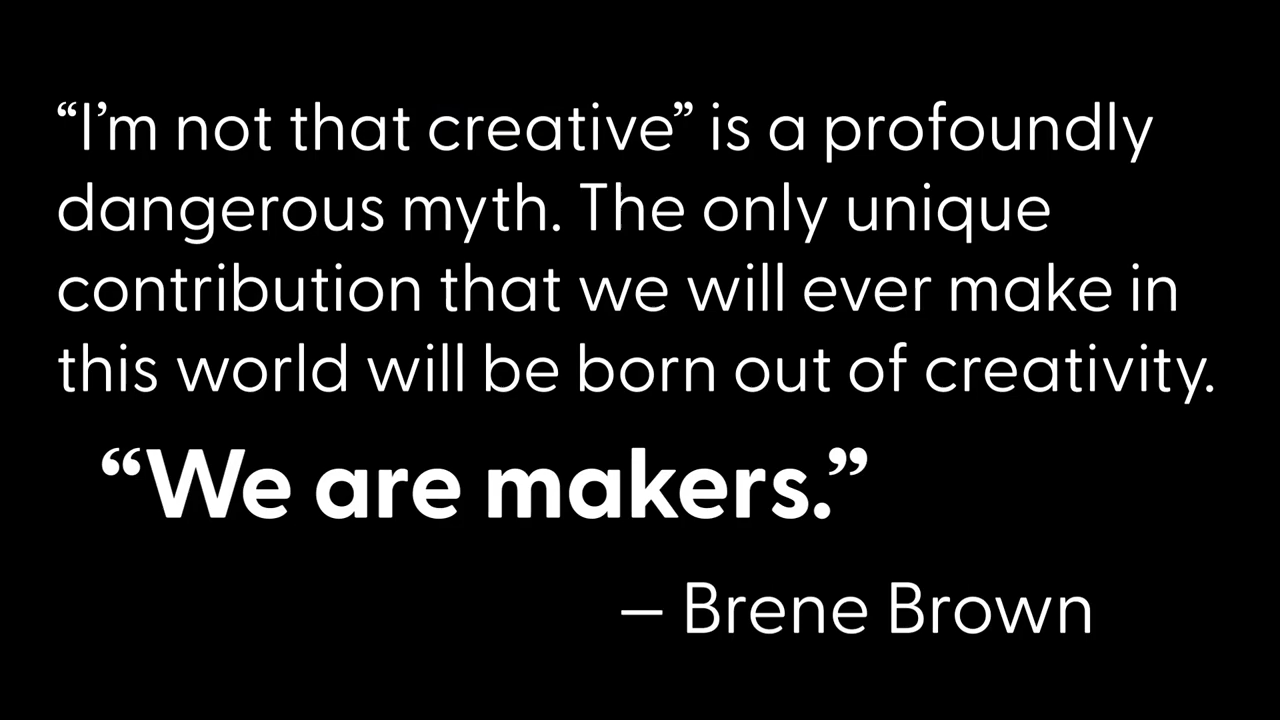 “I’m not that creative” is a profoundly
dangerous myth. The only unique
contribution that we will ever make in
this world will be born out of creativity.
“We are makers.”
— Brene Brown